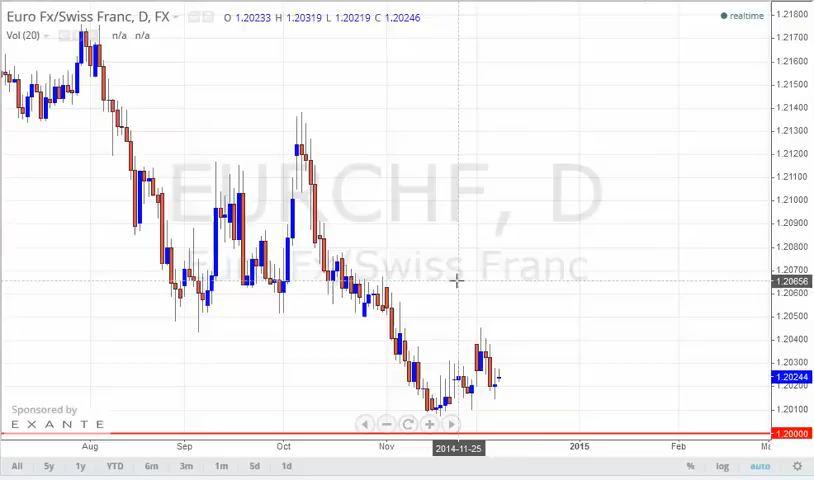 Euro Fx/Swiss Franc, D, FX O 1.20233 H 1.20319 L 1.20219 C 1.20246 realtime
Vol (20) n/a n/a
EURCHF, D
Euro Fx/Swiss Franc
1.21800
1.21700
1.21600
1.21500
1.21400
1.21300
1.21200
1.21100
1.21000
1.20900
1.20800
1.20700
1.20656
1.20600
1.20500
1.20400
1.20300
1.20244
1.20200
1.20100
1.20000
Sponsored by
EXANTE
Aug Sep Oct Nov 2014-11-25 2015 Feb Ma
All 5y 1y YTD 6m 3m 1m 5d 1d % log auto